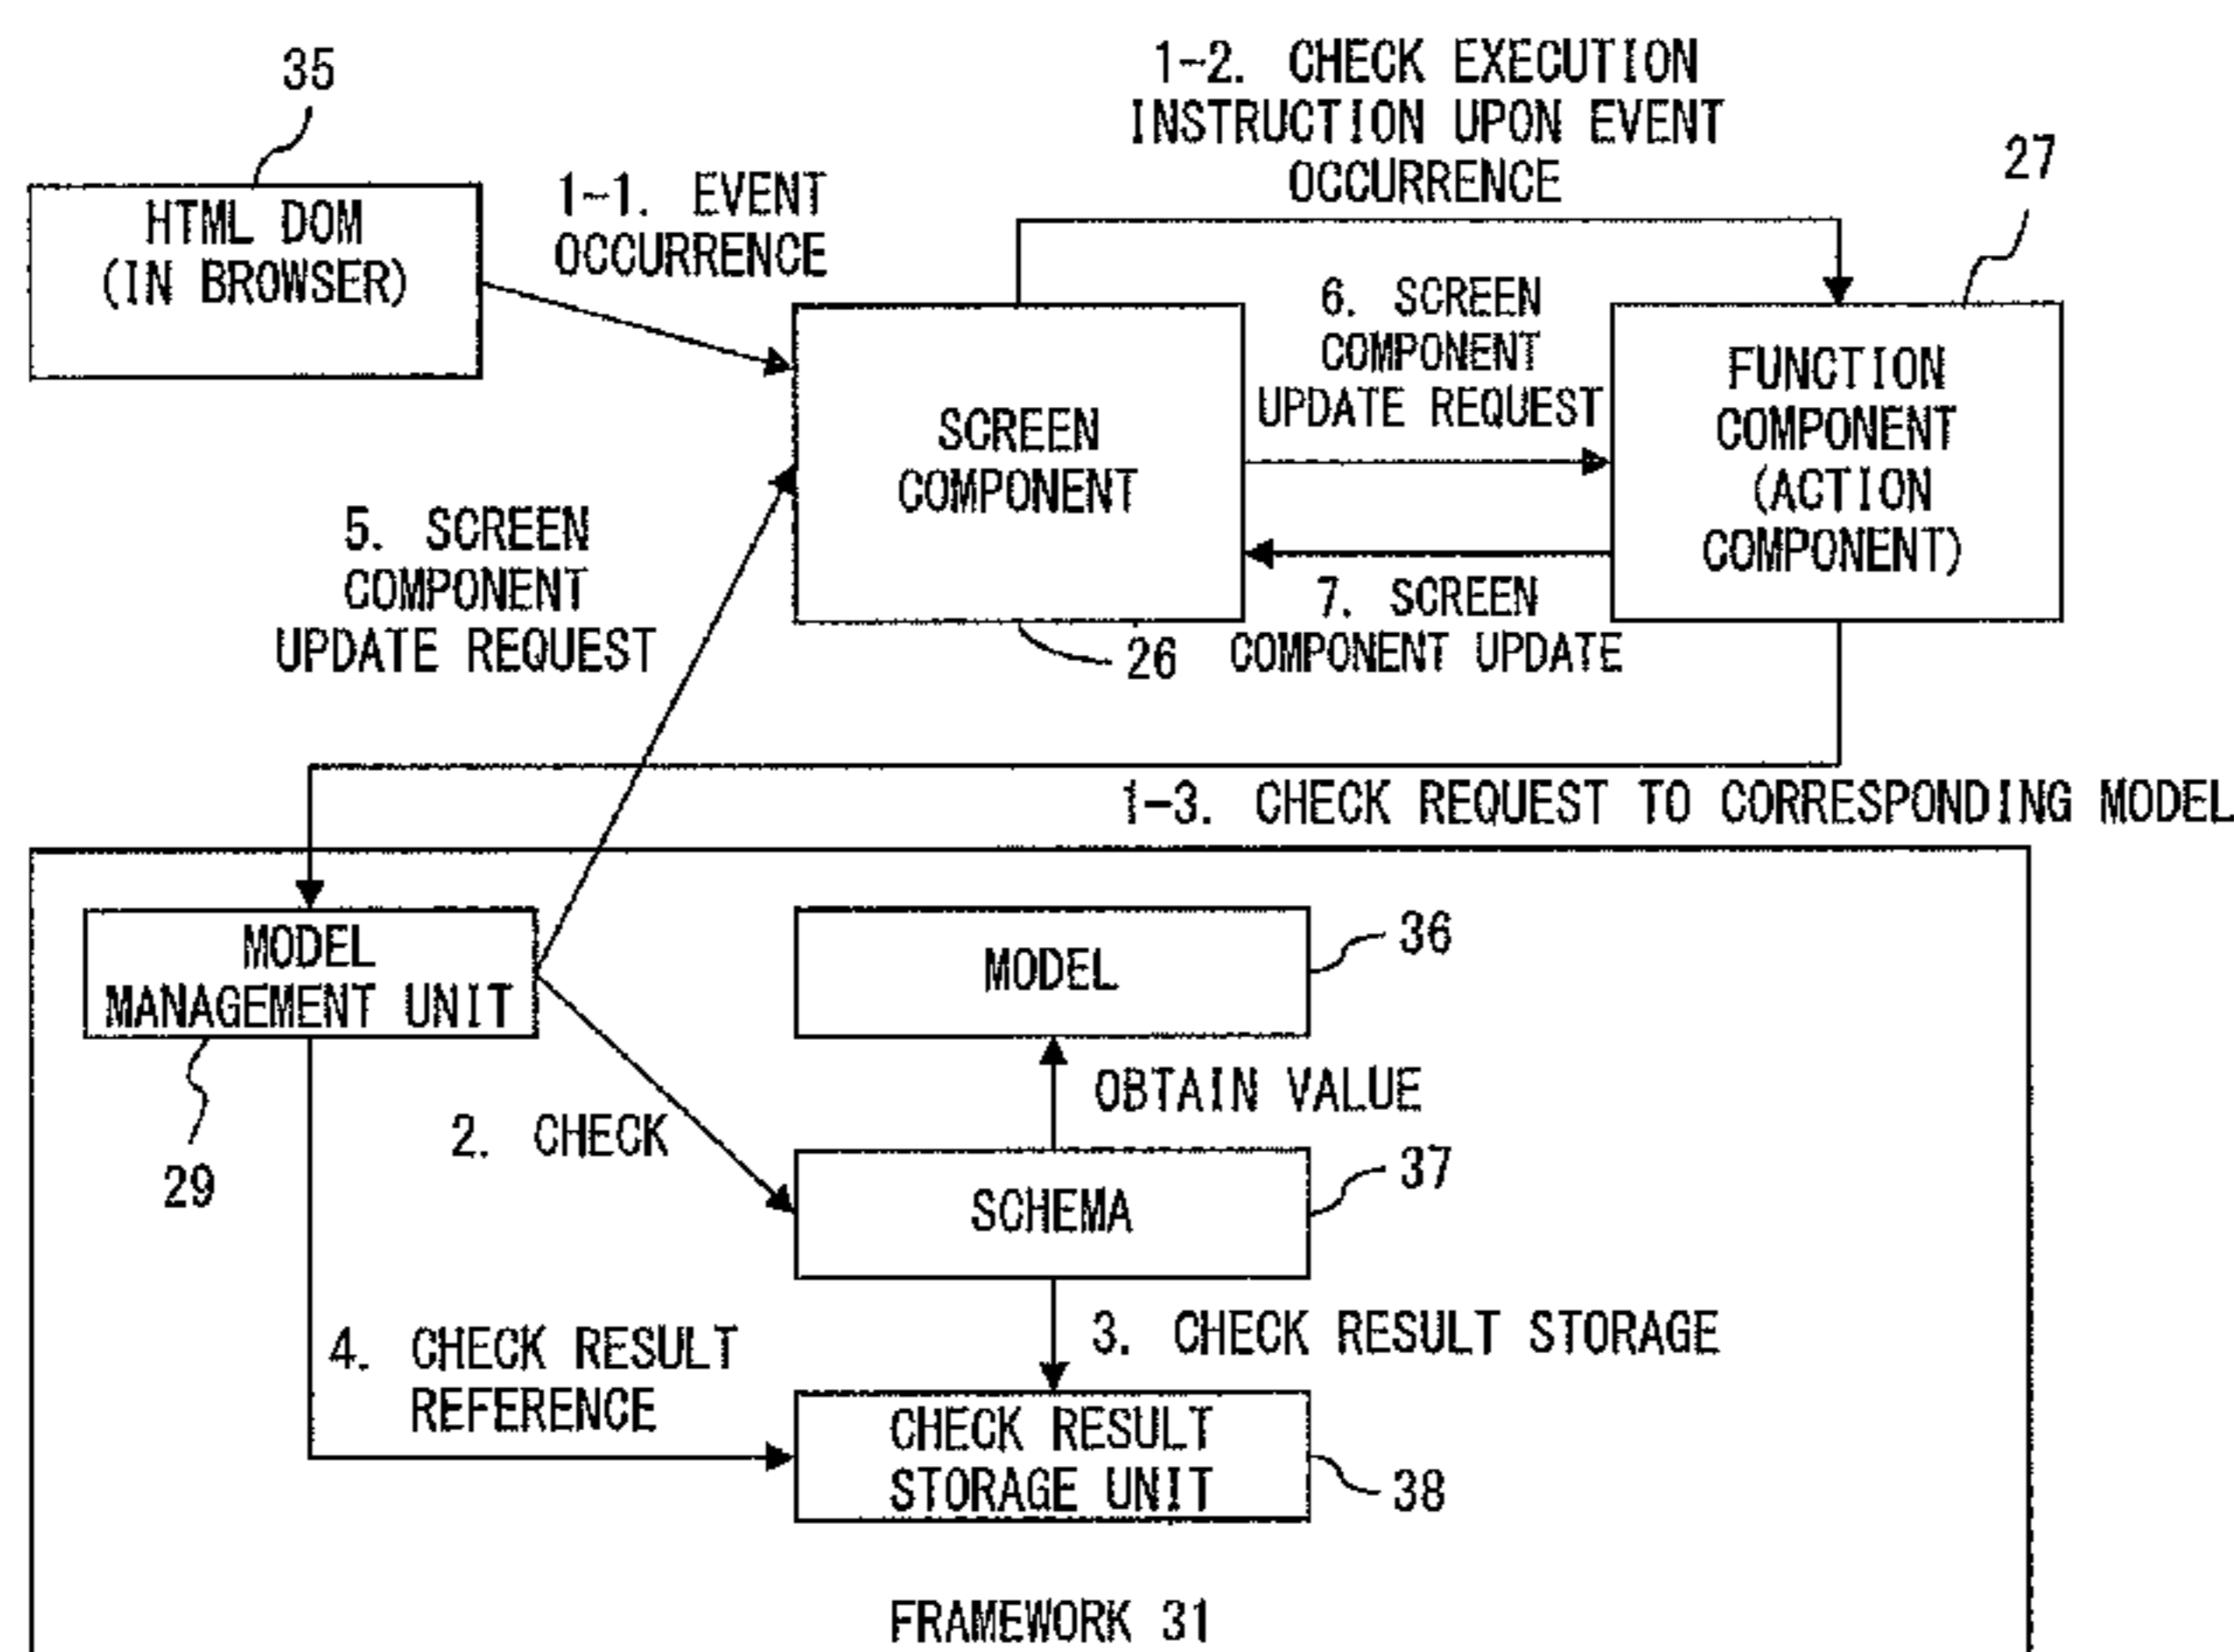 35
HTML DOM
(IN BROWSER)
1-1. EVENT
OCCURRENCE
1-2. CHECK EXECUTION
INSTRUCTION UPON EVENT
OCCURRENCE
27
SCREEN
COMPONENT
26
6. SCREEN
COMPONENT
UPDATE REQUEST
FUNCTION
COMPONENT
(ACTION
COMPONENT)
7. SCREEN
COMPONENT UPDATE
5. SCREEN
COMPONENT
UPDATE REQUEST
1-3. CHECK REQUEST TO CORRESPONDING MODEL
MODEL
MANAGEMENT UNIT
29
MODEL
36
OBTAIN VALUE
2. CHECK
SCHEMA
37
3. CHECK RESULT STORAGE
4. CHECK RESULT
REFERENCE
CHECK RESULT
STORAGE UNIT
38
FRAMEWORK 31